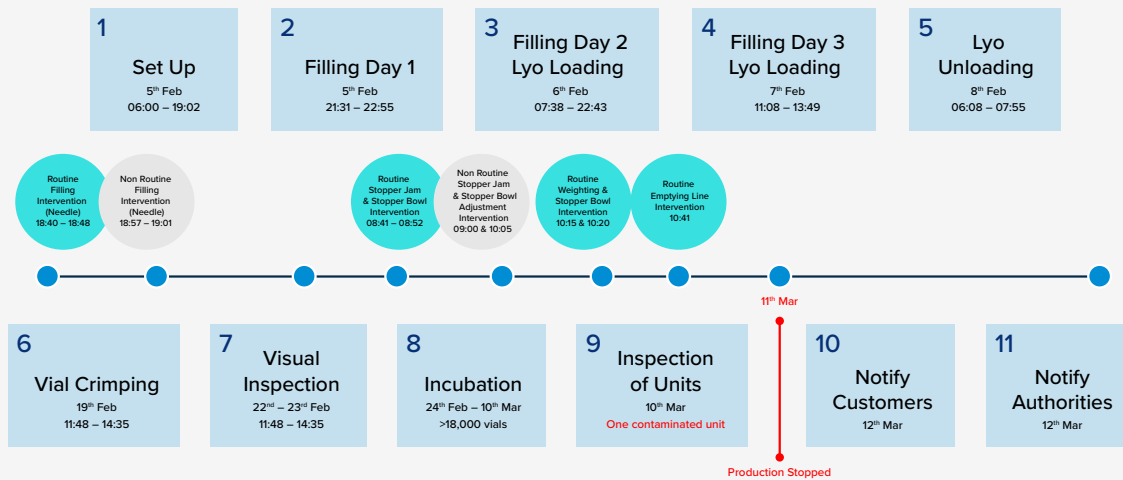 1
Set Up
5th Feb
06:00 – 19:02
2
Filling Day 1
5th Feb
21:31 – 22:55
3
Filling Day 2
Lyo Loading
6th Feb
07:38 – 22:43
4
Filling Day 3
Lyo Loading
7th Feb
11:08 – 13:49
5
Lyo
Unloading
8th Feb
06:08 – 07:55
Routine
Filling
Intervention
(Needle)
18:40 – 18:48
Non Routine
Filling
Intervention
(Needle)
18:57 – 19:01
Routine
Stopper Jam
& Stopper Bowl
Intervention
08:41 – 08:52
Non Routine
Stopper Jam
& Stopper Bowl
Adjustment
Intervention
09:00 & 10:05
Routine
Weighting &
Stopper Bowl
Intervention
10:15 & 10:20
Routine
Emptying Line
Intervention
10:41
11th Mar
6
Vial Crimping
19th Feb
11:48 – 14:35
7
Visual
Inspection
22nd – 23rd Feb
11:48 – 14:35
8
Incubation
24th Feb – 10th Mar
>18,000 vials
9
Inspection
of Units
10th Mar
One contaminated unit
Production Stopped
10
Notify
Customers
12th Mar
11
Notify
Authorities
12th Mar